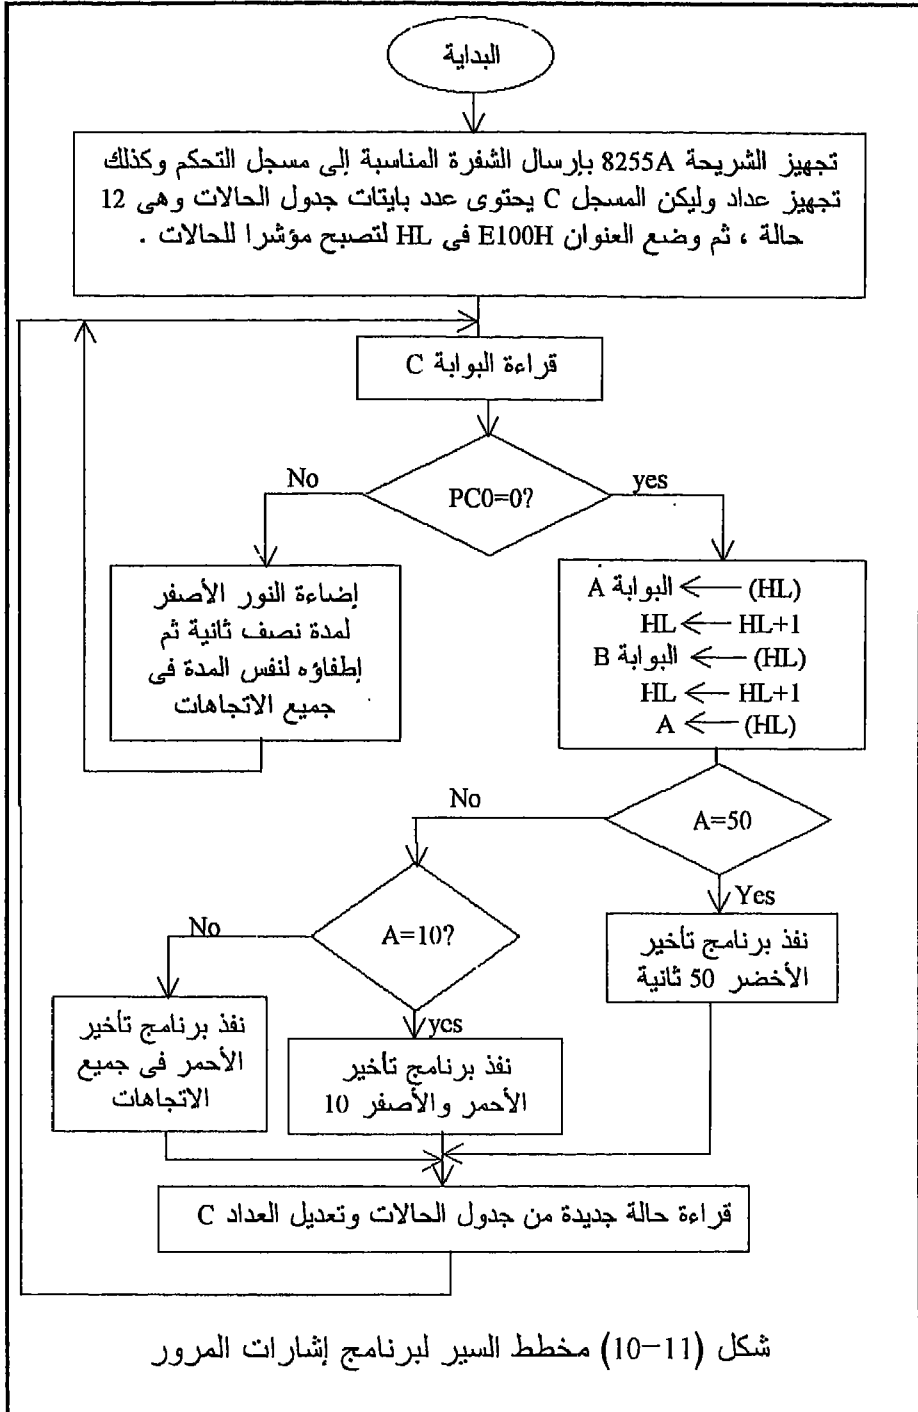 البداية
تجهيز الشريحة 8255A بإرسال الشفرة المناسبة إلى مسجل التحكم وكذلك
تجهيز عداد وليكن المسجل C يحتوى عدد بايتات جدول الحالات وهى 12
حالة ، ثم وضع العنوان E100H فى HL لتصبح مؤشرا للحالات .
قراءة البوابة C
PC0=0?
No
yes
إضاءة النور الأصفر
لمدة نصف ثانية ثم
إطفاؤه لنفس المدة فى
جميع الاتجاهات
البوابة A ← (HL)
HL ← HL+1
البوابة B ← (HL)
HL ← HL+1
A ← (HL)
A=50
No
Yes
نفذ برنامج تأخير
الأخضر 50 ثانية
A=10?
No
yes
نفذ برنامج تأخير
الأحمر فى جميع
الاتجاهات
نفذ برنامج تأخير
الأحمر والأصفر 10
قراءة حالة جديدة من جدول الحالات وتعديل العداد C
شكل (11-10) مخطط السير لبرنامج إشارات المرور